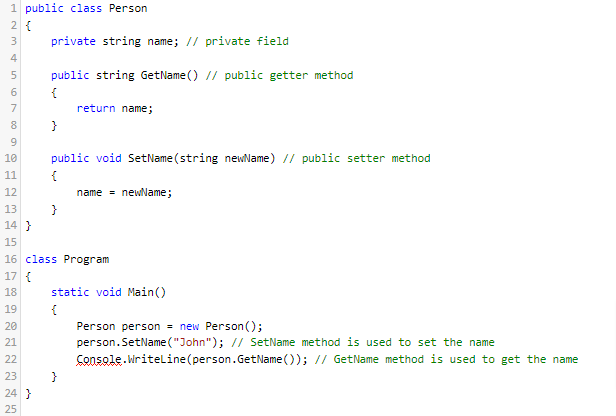 1 public class Person
2 {
3     private string name; // private field
4
5     public string GetName() // public getter method
6     {
7         return name;
8     }
9
10     public void SetName(string newName) // public setter method
11     {
12         name = newName;
13     }
14 }
15
16 class Program
17 {
18     static void Main()
19     {
20         Person person = new Person();
21         person.SetName("John"); // SetName method is used to set the name
22         Console.WriteLine(person.GetName()); // GetName method is used to get the name
23     }
24 }
25